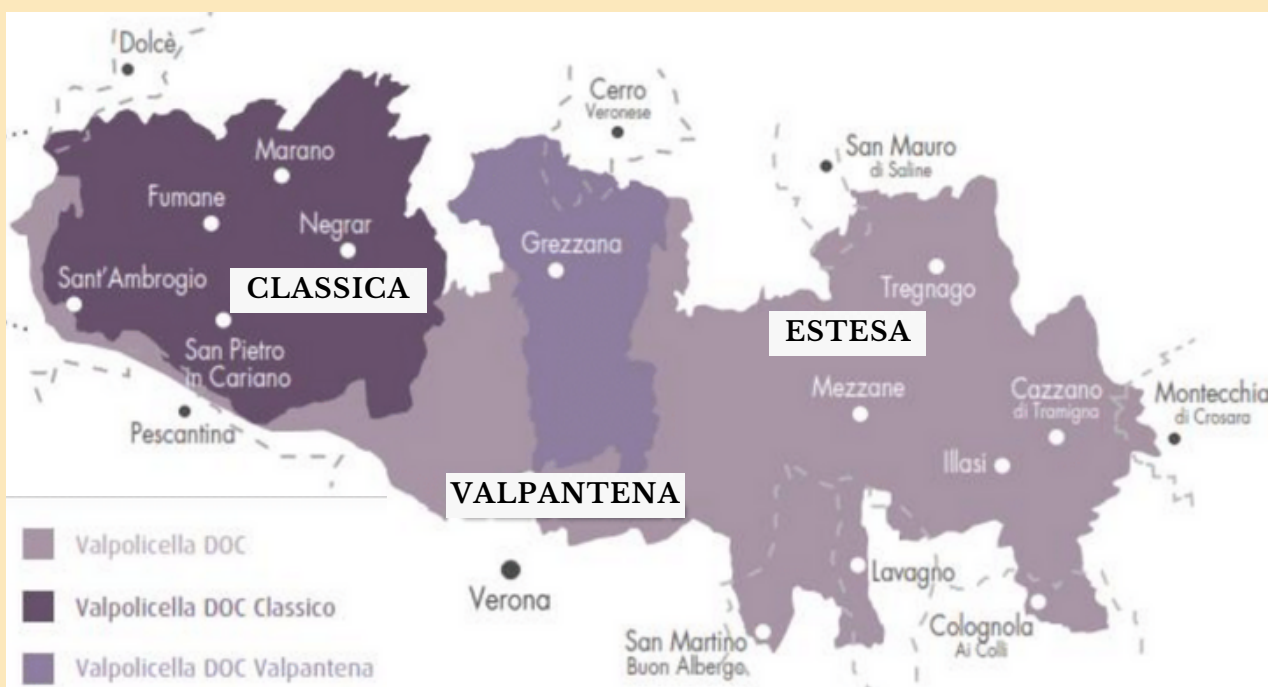 Dolcè
Cerro
Veronese
San Mauro
di Saline
Marano
Fumane
Negrar
Grezzana
Sant'Ambrogio
CLASSICA
Tregnago
ESTESA
San Pietro
in Cariano
Mezzane
Cazzano
di Tramigna
Montecchia
di Crosara
Pescantina
Illasi
VALPANTENA
Valpolicella DOC
Lavagno
Verona
Valpolicella DOC Classico
San Martino
Buon Albergo
Colognola
Ai Colli
Valpolicella DOC Valpantena